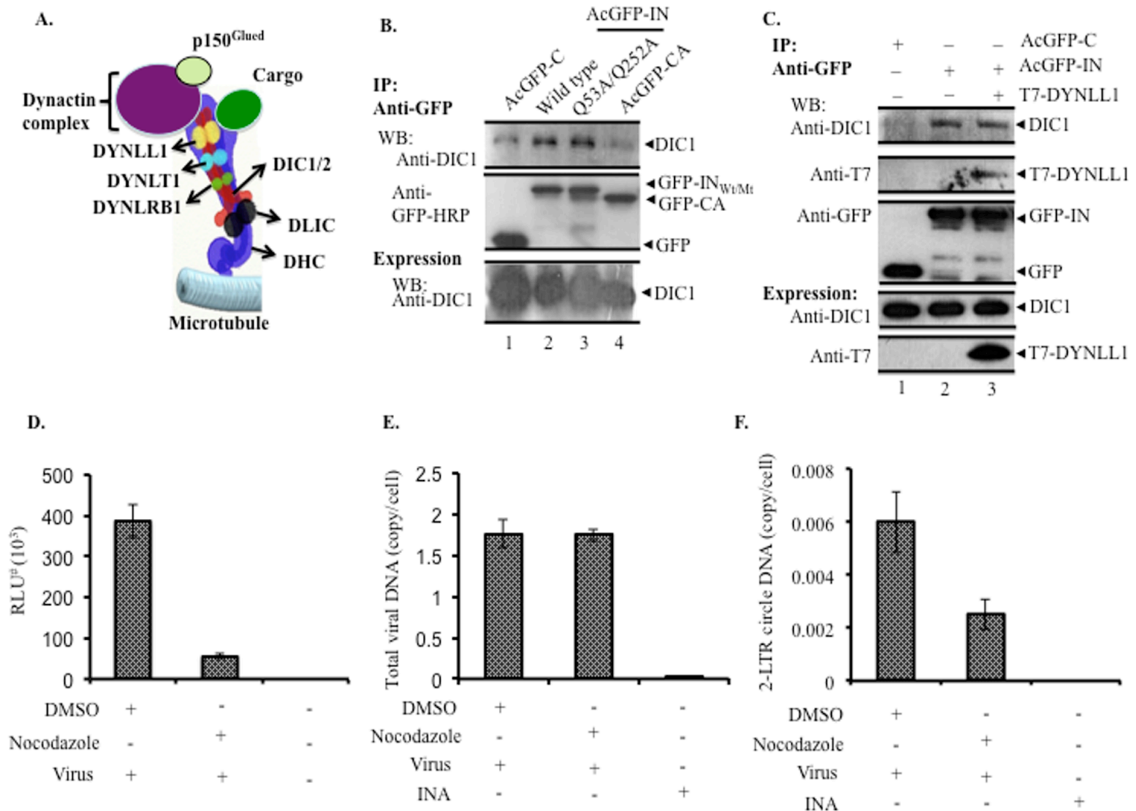 A.
p150Glued
Cargo
Dynactin
complex
DYNLL1
DYNLT1
DYNLRB1
DIC1/2
DLIC
DHC
Microtubule
B.
AcGFP-IN
IP:
Anti-GFP
AcGFP-C
Wild type
Q53A/Q252A
AcGFP-CA
WB:
Anti-DIC1
DIC1
Anti-
GFP-HRP
GFP-INWt/Mt
GFP-CA
GFP
Expression
WB:
Anti-DIC1
DIC1
1 2 3 4
C.
IP:
Anti-GFP
+ – – AcGFP-C
– + + AcGFP-IN
– – + T7-DYNLL1
WB:
Anti-DIC1
DIC1
Anti-T7
T7-DYNLL1
Anti-GFP
GFP-IN
GFP
Expression:
Anti-DIC1
DIC1
Anti-T7
T7-DYNLL1
1 2 3
D.
RLU# (10³)
500
400
300
200
100
0
DMSO + - -
Nocodazole - + -
Virus + + -
E.
Total viral DNA (copy/cell)
2.5
2
1.5
1
0.5
0
DMSO + - -
Nocodazole - + -
Virus + + -
INA - - +
F.
2-LTR circle DNA (copy/cell)
0.008
0.006
0.004
0.002
0
DMSO + - -
Nocodazole - + -
Virus + + -
INA - - +